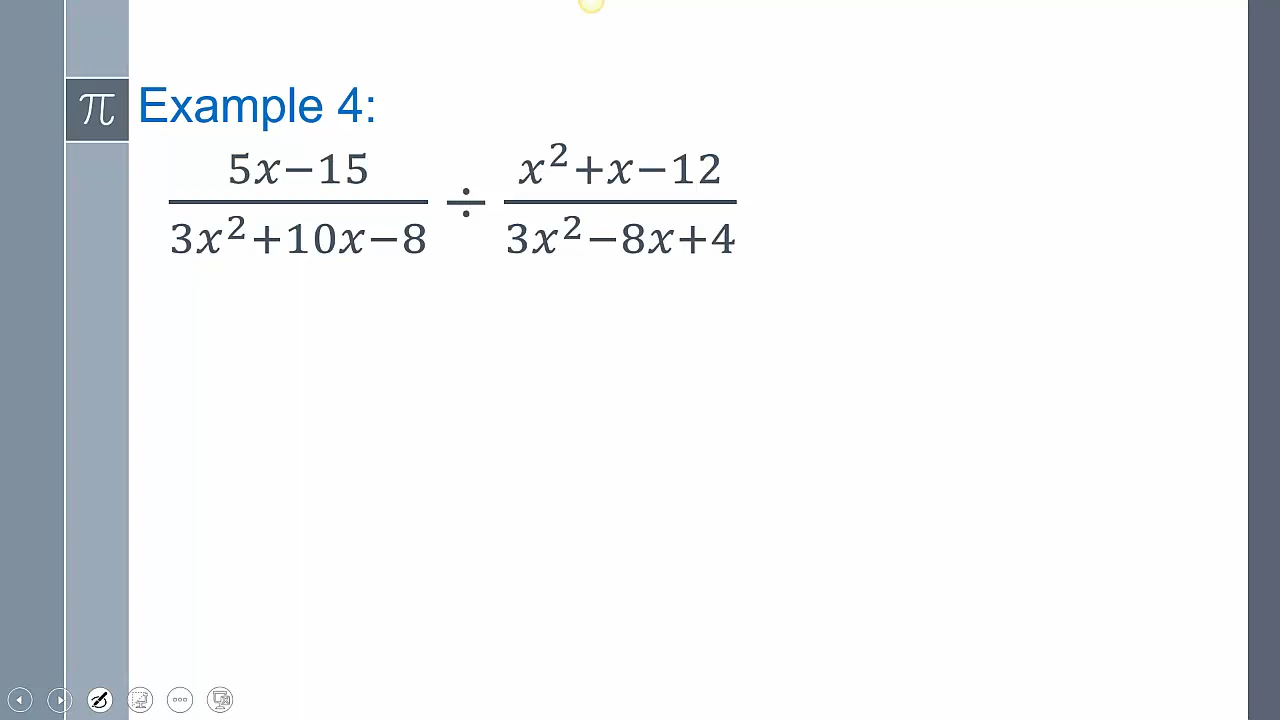 π
Example 4:
5x−15 / 3x²+10x−8 ÷ x²+x−12 / 3x²−8x+4